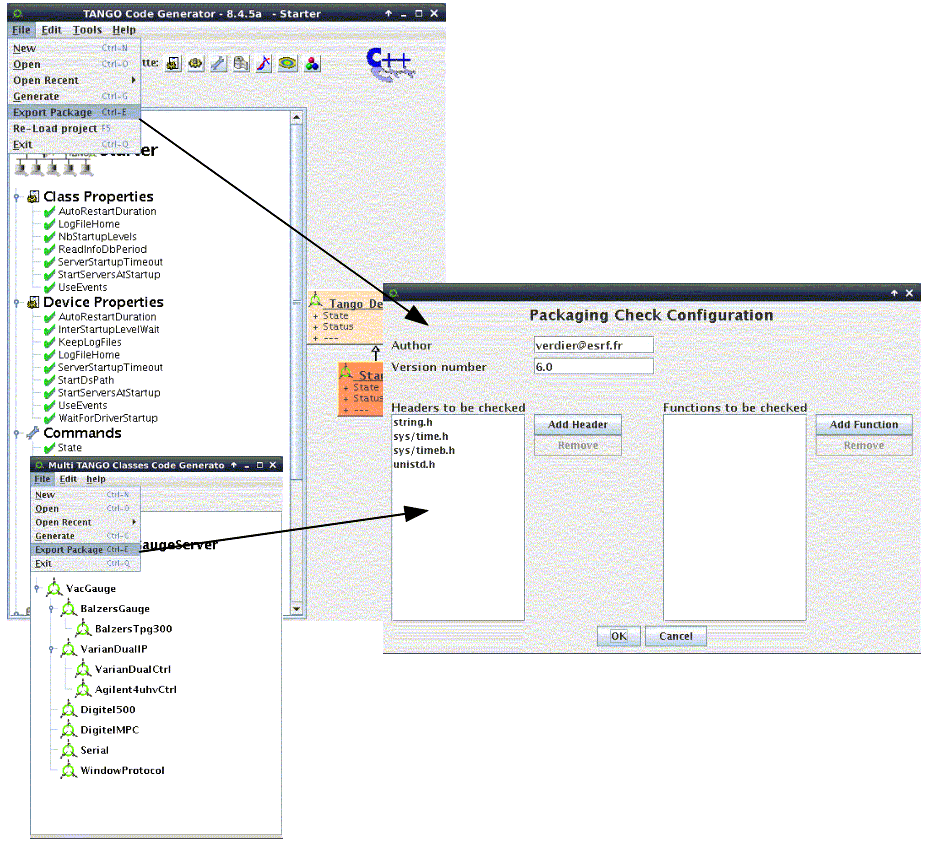 TANGO Code Generator - 8.4.5a - Starter
File Edit Tools Help
New Ctrl-N
Open Ctrl-O
Open Recent
Generate Ctrl-G
Export Package Ctrl-E
Re-Load project F5
Exit Ctrl-Q
tte:
C++
Starter
Class Properties
AutoRestartDuration
LogFileHome
NbStartupLevels
ReadInfoDbPeriod
ServerStartupTimeout
StartServersAtStartup
UseEvents
Device Properties
AutoRestartDuration
InterStartupLevelWait
KeepLogFiles
LogFileHome
ServerStartupTimeout
StartDsPath
StartServersAtStartup
UseEvents
WaitForDriverStartup
Commands
State
Tango De
+ State
+ Status
+ ---
Star
+ State
+ Status
+ ---
Multi TANGO Classes Code Generato
File Edit help
New Ctrl-N
Open Ctrl-O
Open Recent
Generate Ctrl-G
Export Package Ctrl-E
Exit Ctrl-Q
GaugeServer
VacGauge
BalzersGauge
BalzersTpg300
VarianDualIP
VarianDualCtrl
Agilent4uhvCtrl
Digitel500
DigitelMPC
Serial
WindowProtocol
Packaging Check Configuration
Author verdier@esrf.fr
Version number 6.0
Headers to be checked
string.h
sys/time.h
sys/timeb.h
unistd.h
Add Header
Remove
Functions to be checked
Add Function
Remove
OK Cancel